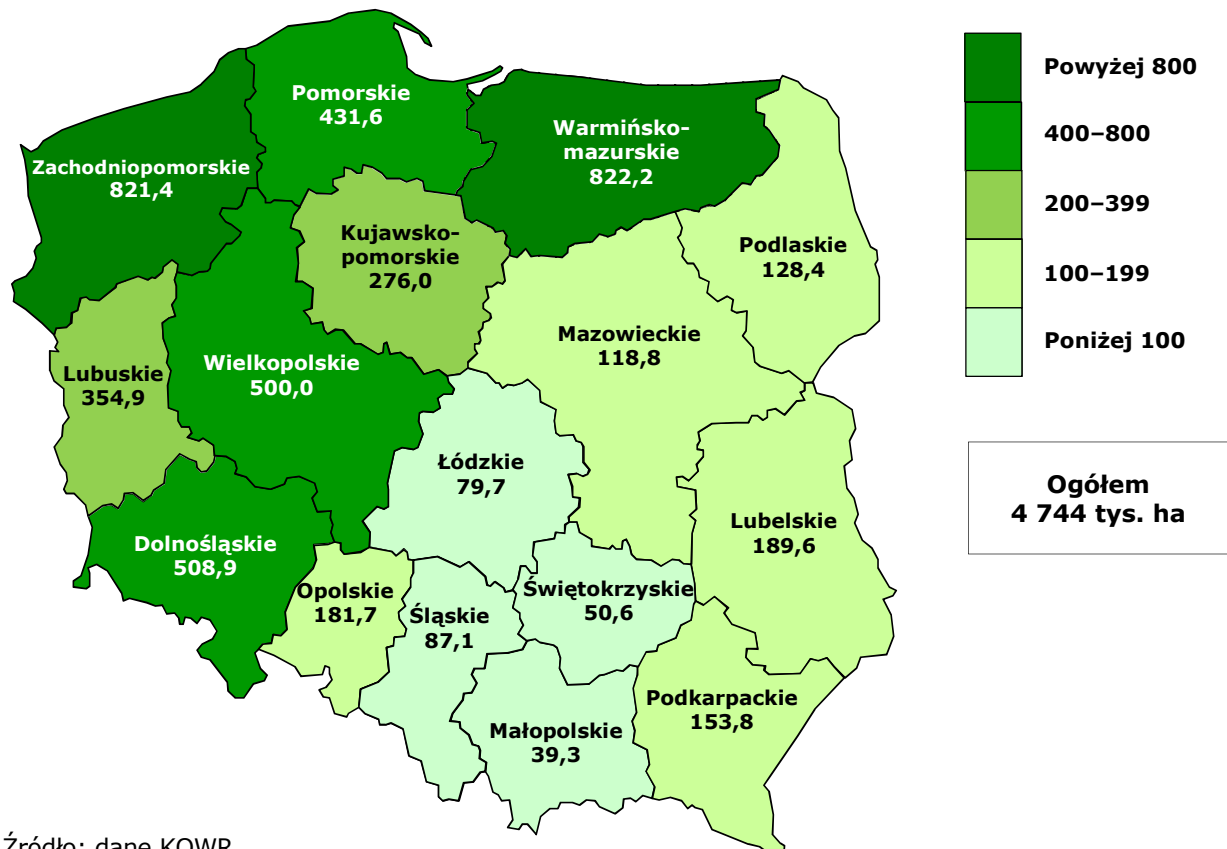 Pomorskie
431,6
Warmińsko-
mazurskie
822,2
Zachodniopomorskie
821,4
Kujawsko-
pomorskie
276,0
Podlaskie
128,4
Mazowieckie
118,8
Wielkopolskie
500,0
Lubuskie
354,9
Łódzkie
79,7
Lubelskie
189,6
Dolnośląskie
508,9
Opolskie
181,7
Śląskie
87,1
Świętokrzyskie
50,6
Podkarpackie
153,8
Małopolskie
39,3
Powyżej 800
400–800
200–399
100–199
Poniżej 100
Ogółem
4 744 tys. ha
Źródło: dane KOWR